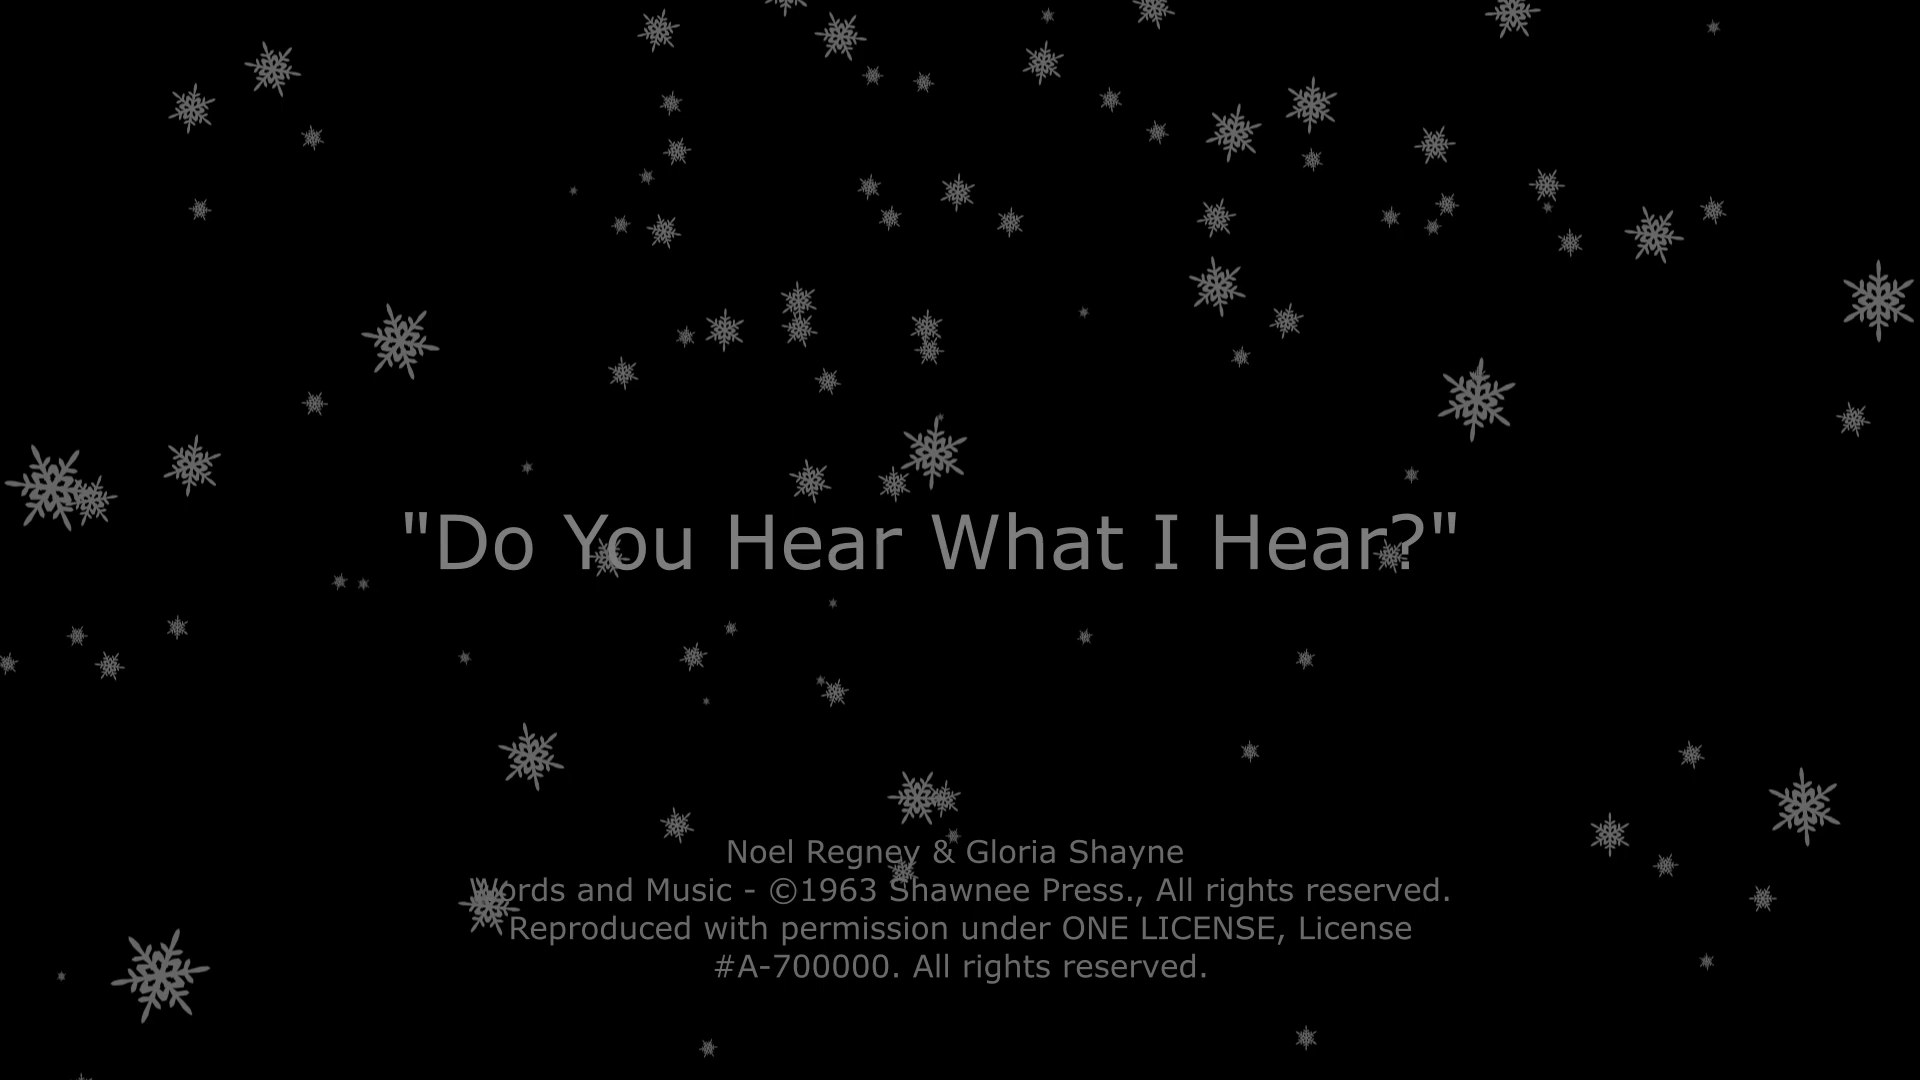 "Do You Hear What I Hear?"
Noel Regney & Gloria Shayne
Words and Music - ©1963 Shawnee Press., All rights reserved.
Reproduced with permission under ONE LICENSE, License
#A-700000. All rights reserved.